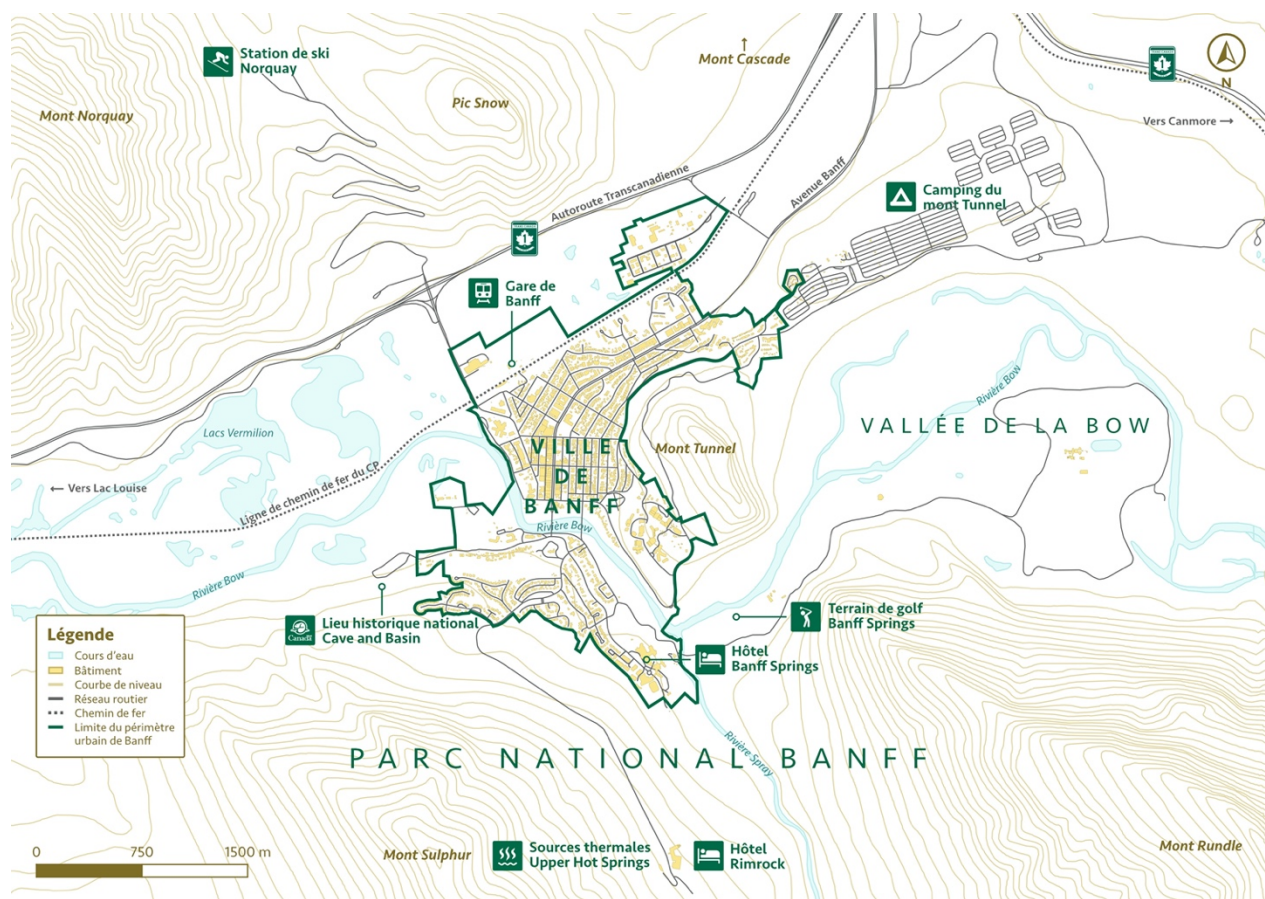 Station de ski
Norquay
Mont Cascade
1
N
Mont Norquay
Pic Snow
Vers Canmore
Autoroute Transcanadienne
Avenue Banff
Camping du
mont Tunnel
1
Gare de
Banff
Rivière Bow
Lacs Vermilion
VALLÉE DE LA BOW
Mont Tunnel
VILLE
DE
BANFF
Vers Lac Louise
Ligne de chemin de fer du CP
Rivière Bow
Rivière Bow
Canada
Lieu historique national
Cave and Basin
Terrain de golf
Banff Springs
Hôtel
Banff Springs
Légende
Cours d'eau
Bâtiment
Courbe de niveau
Réseau routier
Chemin de fer
Limite du périmètre
urbain de Banff
Rivière Spray
PARC NATIONAL BANFF
0 750 1500 m
Mont Sulphur
Sources thermales
Upper Hot Springs
Hôtel
Rimrock
Mont Rundle